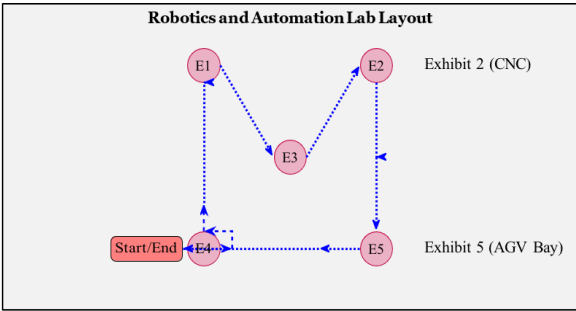 Robotics and Automation Lab Layout
E1
E2
Exhibit 2 (CNC)
E3
Start/End
E4
E5
Exhibit 5 (AGV Bay)